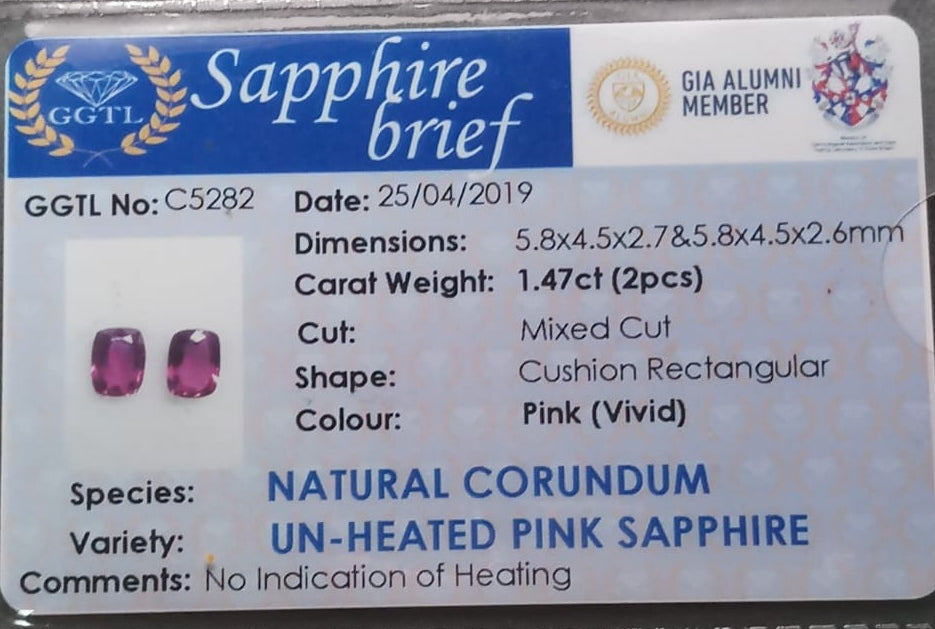 GGTL
Sapphire
brief
GIA ALUMNI
MEMBER
GGTL No: C5282
Date: 25/04/2019
Dimensions: 5.8x4.5x2.7&5.8x4.5x2.6mm
Carat Weight: 1.47ct (2pcs)
Cut: Mixed Cut
Shape: Cushion Rectangular
Colour: Pink (Vivid)
Species: NATURAL CORUNDUM
Variety: UN-HEATED PINK SAPPHIRE
Comments: No Indication of Heating